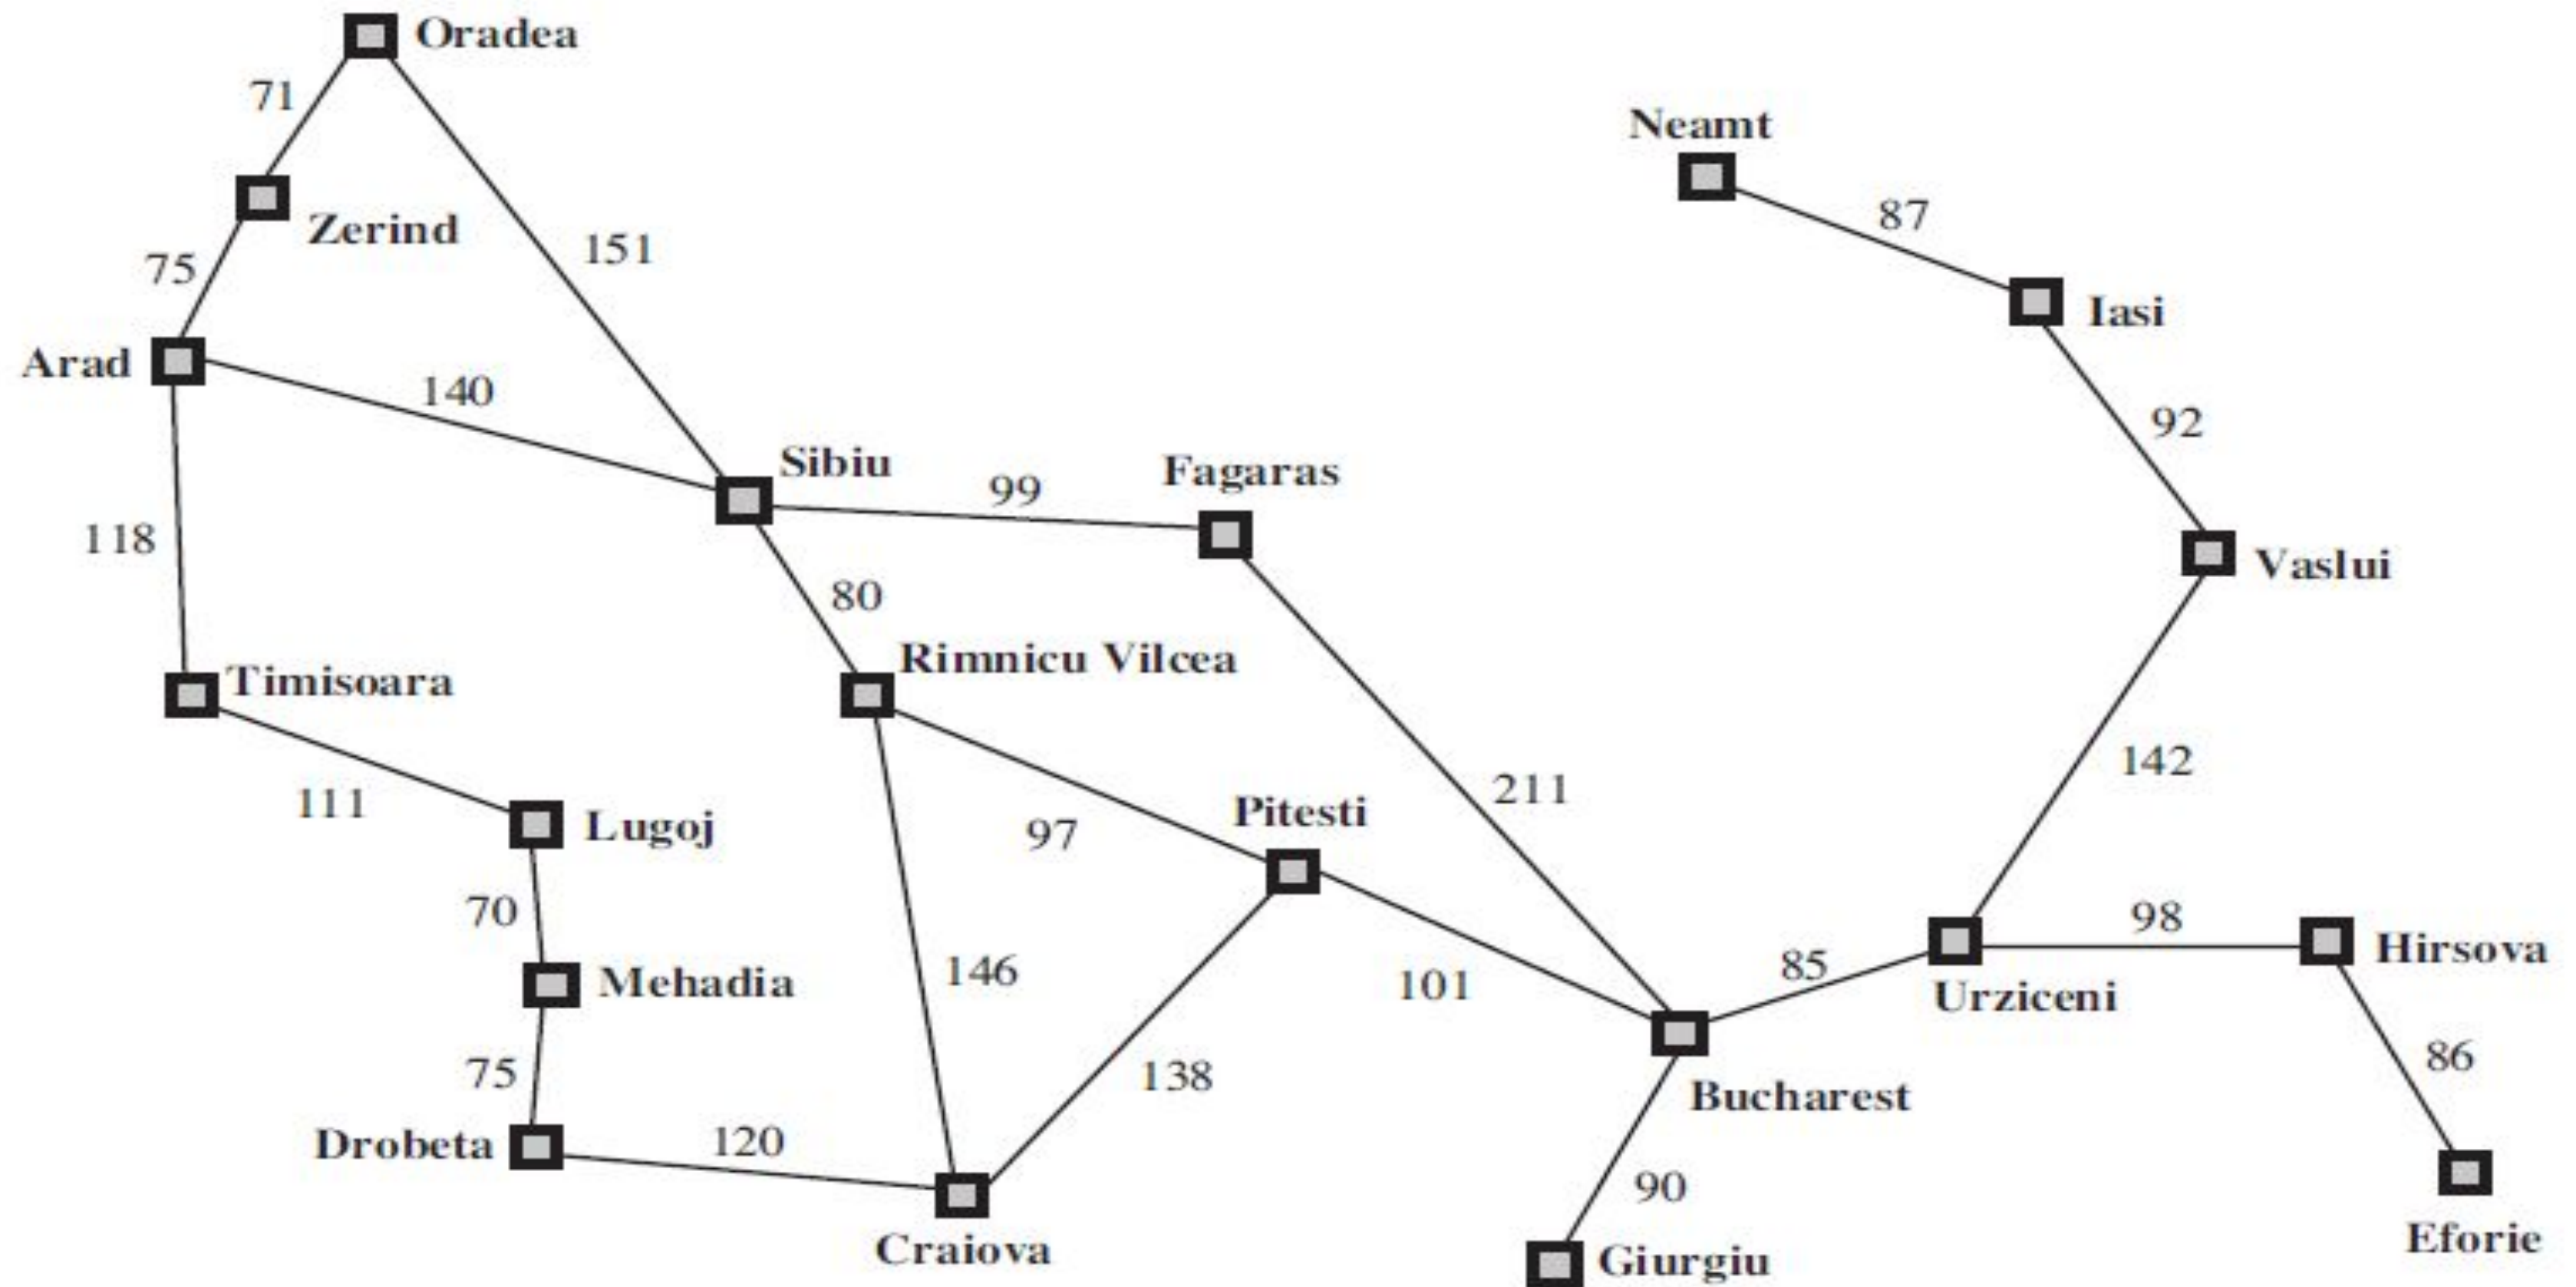 Oradea
71
Neamt
87
Zerind
151
75
Iasi
Arad
140
92
Sibiu
Fagaras
99
118
Vaslui
80
Rimnicu Vilcea
Timisoara
142
211
111
Lugoj
97
Pitesti
70
98
Hirsova
146
85
Mehadia
101
Urziceni
86
75
138
Bucharest
Drobeta
120
90
Craiova
Giurgiu
Eforie